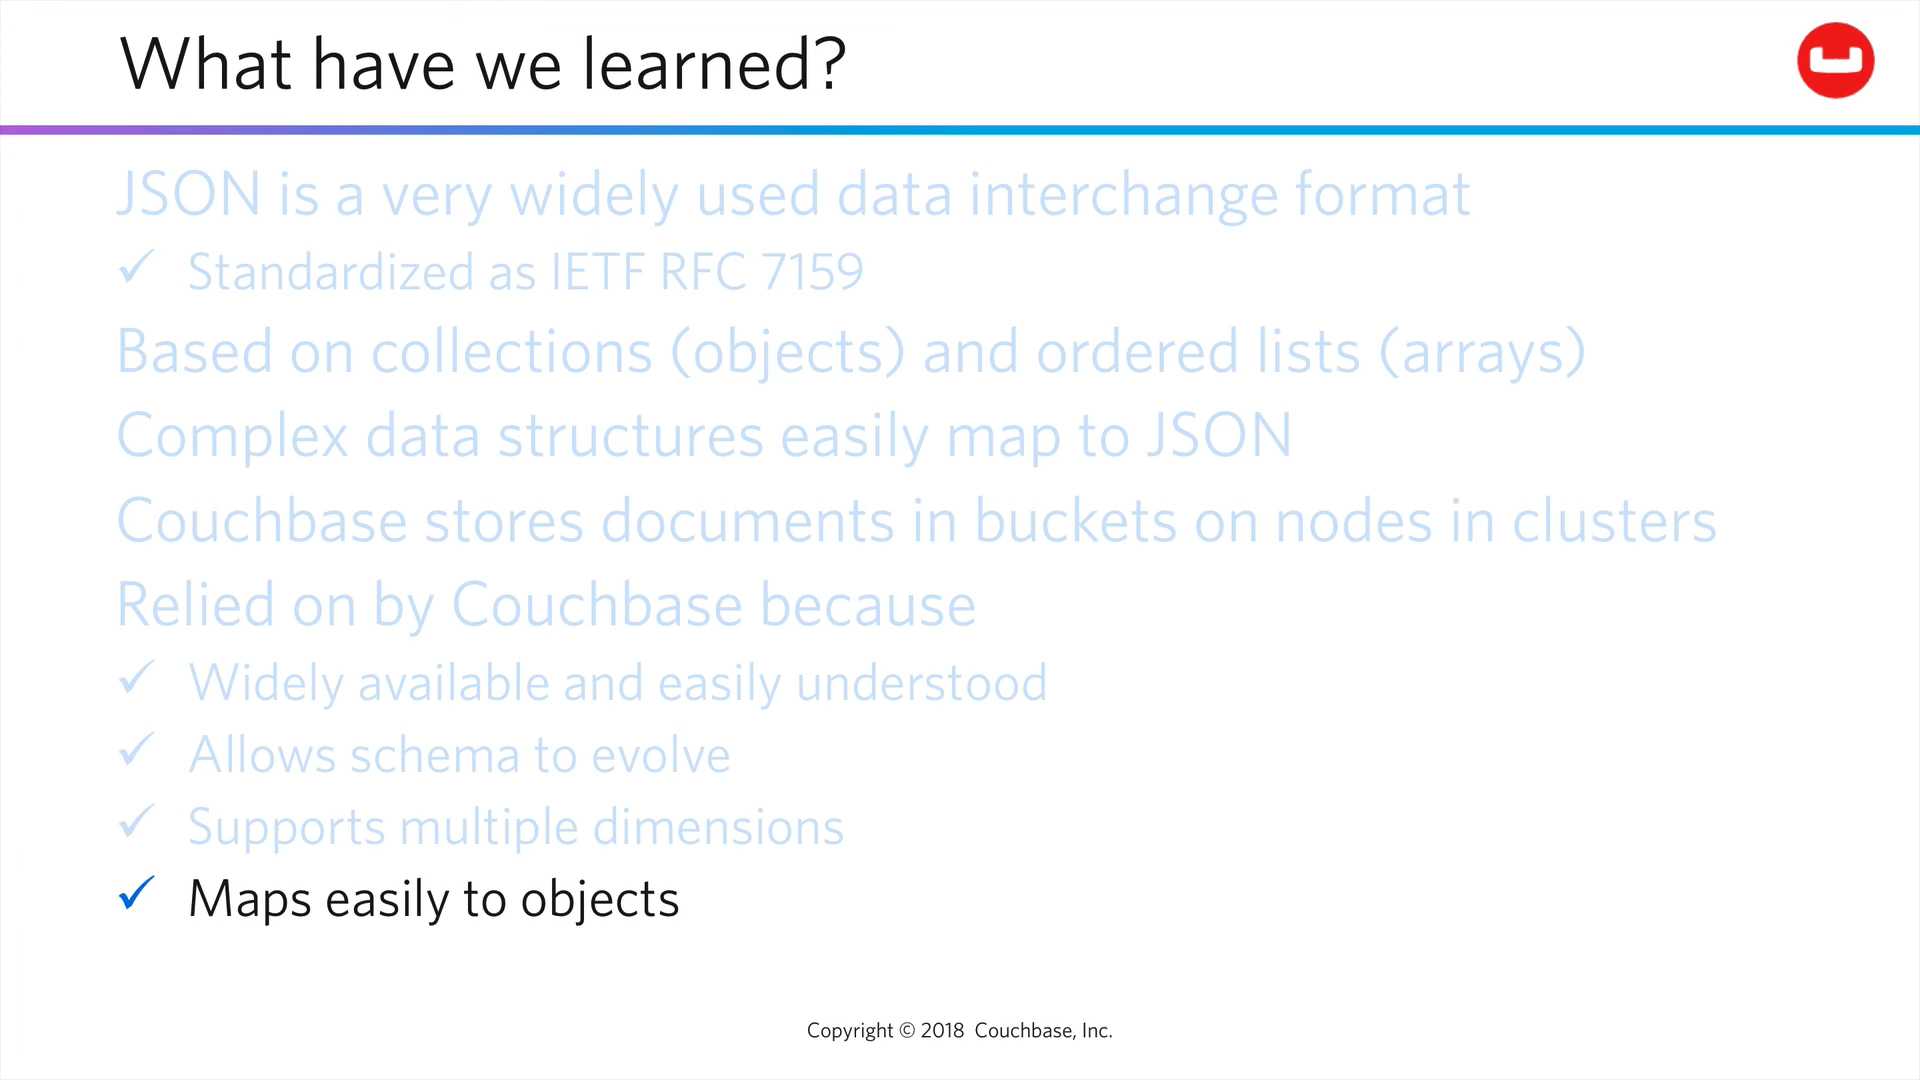 What have we learned?
JSON is a very widely used data interchange format
✓ Standardized as IETF RFC 7159
Based on collections (objects) and ordered lists (arrays)
Complex data structures easily map to JSON
Couchbase stores documents in buckets on nodes in clusters
Relied on by Couchbase because
✓ Widely available and easily understood
✓ Allows schema to evolve
✓ Supports multiple dimensions
✓ Maps easily to objects
Copyright © 2018 Couchbase, Inc.